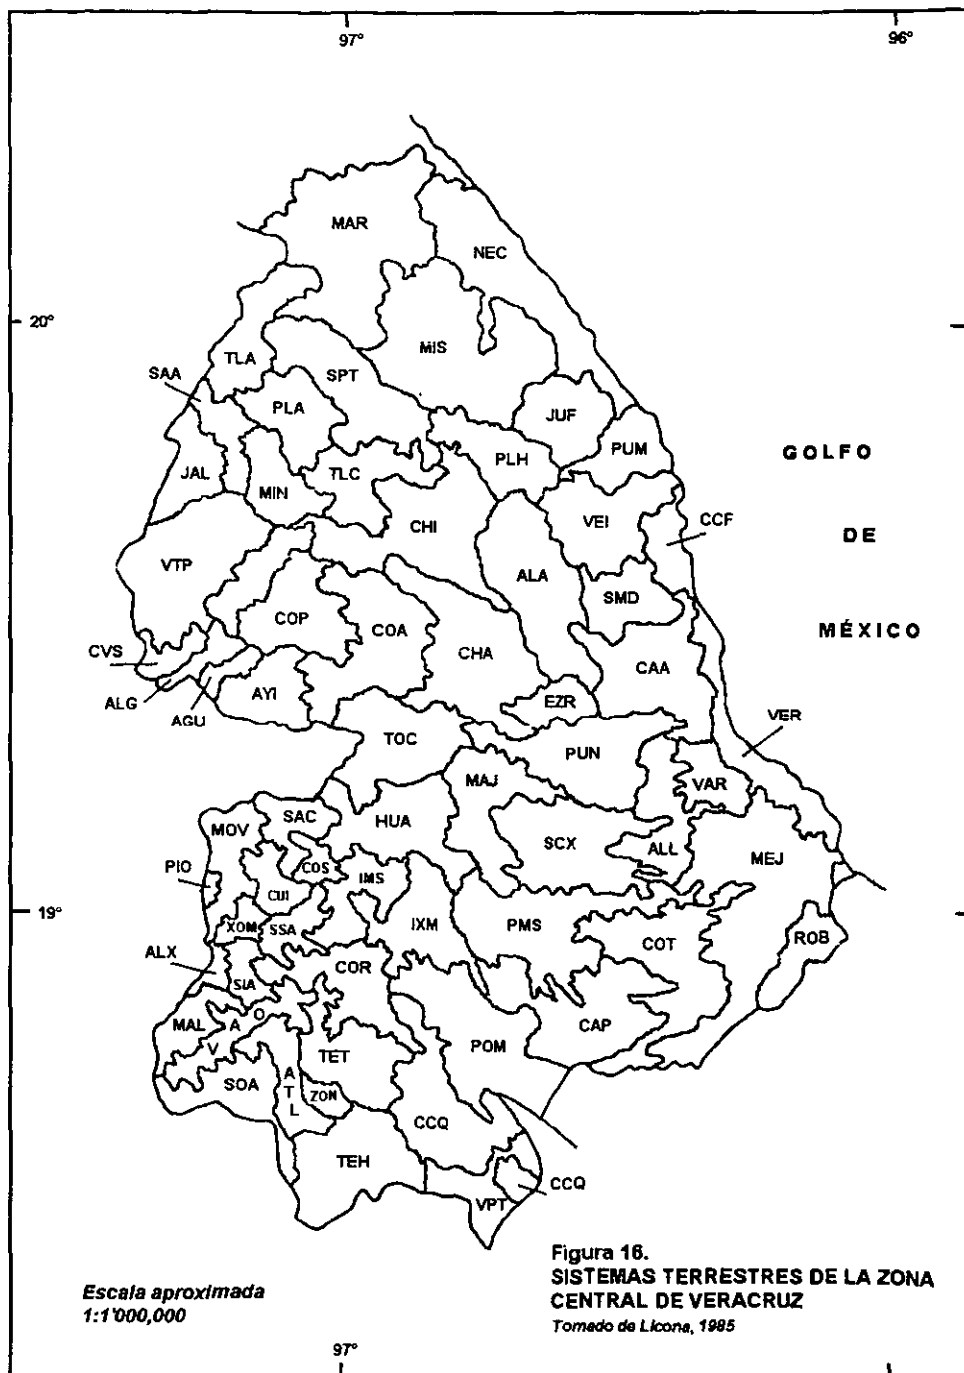 97°
96°
MAR
NEC
20°
MIS
TLA
SAA
SPT
PLA
JUF
PUM
GOLFO
PLH
JAL
TLC
MIN
CHI
VEI
CCF
DE
VTP
ALA
SMD
COP
COA
MÉXICO
CVS
CHA
CAA
ALG
AYI
EZR
AGU
VER
TOC
PUN
MAJ
VAR
SAC
HUA
MOV
SCX
ALL
MEJ
PIO
COS
IMS
CUI
19°
XOM
SSA
IXM
PMS
COT
ROB
ALX
COR
SIA
MAL
V A O
CAP
TET
POM
SOA
ATL
ZON
CCQ
TEH
CCQ
VPT
Figura 16.
SISTEMAS TERRESTRES DE LA ZONA
CENTRAL DE VERACRUZ
Tomado de Licona, 1985
Escala aproximada
1:1'000,000
97°